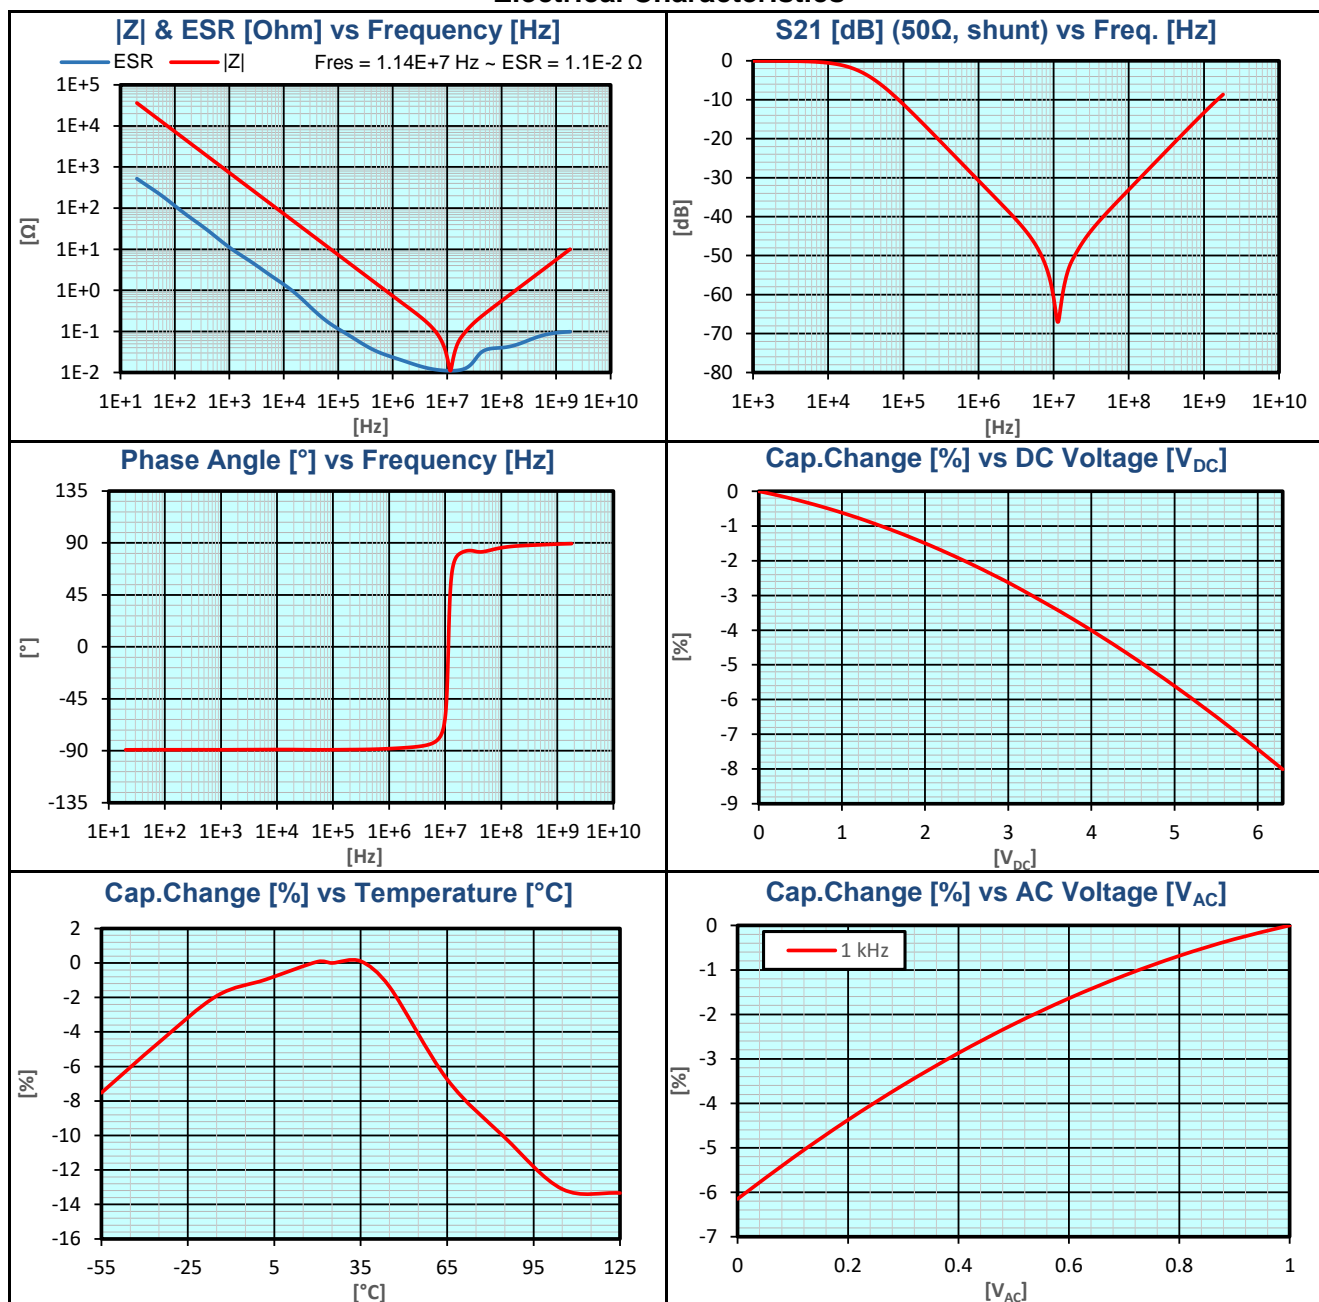 |Z| & ESR [Ohm] vs Frequency [Hz]
ESR |Z| Fres = 1.14E+7 Hz ~ ESR = 1.1E-2 Ω
1E+5
1E+4
1E+3
1E+2
1E+1
1E+0
1E-1
1E-2
[Ω]
1E+1 1E+2 1E+3 1E+4 1E+5 1E+6 1E+7 1E+8 1E+9 1E+10
[Hz]
S21 [dB] (50Ω, shunt) vs Freq. [Hz]
0
-10
-20
-30
-40
-50
-60
-70
-80
[dB]
1E+3 1E+4 1E+5 1E+6 1E+7 1E+8 1E+9 1E+10
[Hz]
Phase Angle [°] vs Frequency [Hz]
135
90
45
0
-45
-90
-135
[°]
1E+1 1E+2 1E+3 1E+4 1E+5 1E+6 1E+7 1E+8 1E+9 1E+10
[Hz]
Cap.Change [%] vs DC Voltage [VDC]
0
-1
-2
-3
-4
-5
-6
-7
-8
-9
[%]
0 1 2 3 4 5 6
[VDC]
Cap.Change [%] vs Temperature [°C]
2
0
-2
-4
-6
-8
-10
-12
-14
-16
[%]
-55 -25 5 35 65 95 125
[°C]
Cap.Change [%] vs AC Voltage [VAC]
1 kHz
0
-1
-2
-3
-4
-5
-6
-7
[%]
0 0.2 0.4 0.6 0.8 1
[VAC]